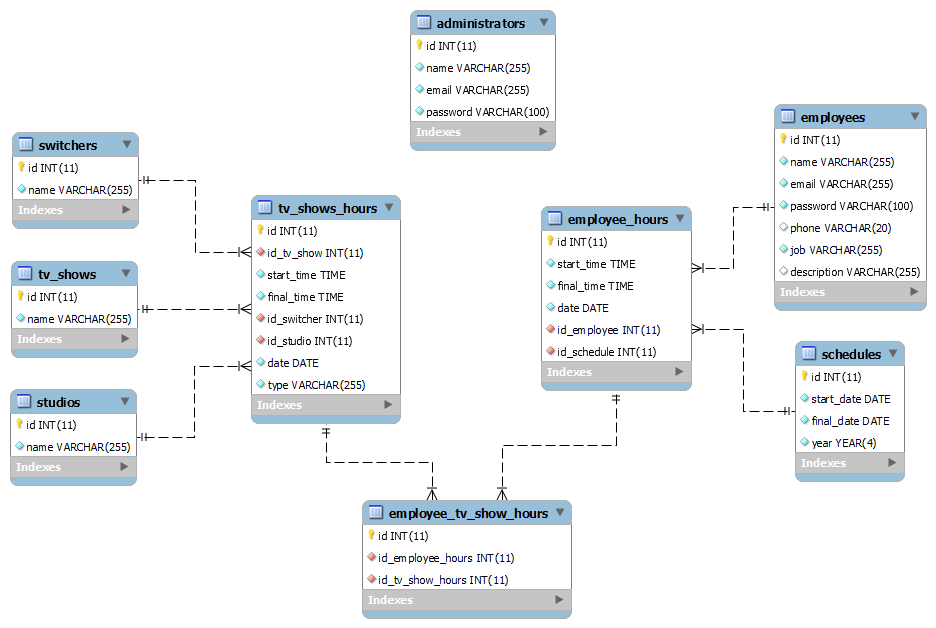 administrators
id INT(11)
name VARCHAR(255)
email VARCHAR(255)
password VARCHAR(100)
Indexes
switchers
id INT(11)
name VARCHAR(255)
Indexes
tv_shows
id INT(11)
name VARCHAR(255)
Indexes
studios
id INT(11)
name VARCHAR(255)
Indexes
tv_shows_hours
id INT(11)
id_tv_show INT(11)
start_time TIME
final_time TIME
id_switcher INT(11)
id_studio INT(11)
date DATE
type VARCHAR(255)
Indexes
employee_hours
id INT(11)
start_time TIME
final_time TIME
date DATE
id_employee INT(11)
id_schedule INT(11)
Indexes
employees
id INT(11)
name VARCHAR(255)
email VARCHAR(255)
password VARCHAR(100)
phone VARCHAR(20)
job VARCHAR(255)
description VARCHAR(255)
Indexes
schedules
id INT(11)
start_date DATE
final_date DATE
year YEAR(4)
Indexes
employee_tv_show_hours
id INT(11)
id_employee_hours INT(11)
id_tv_show_hours INT(11)
Indexes